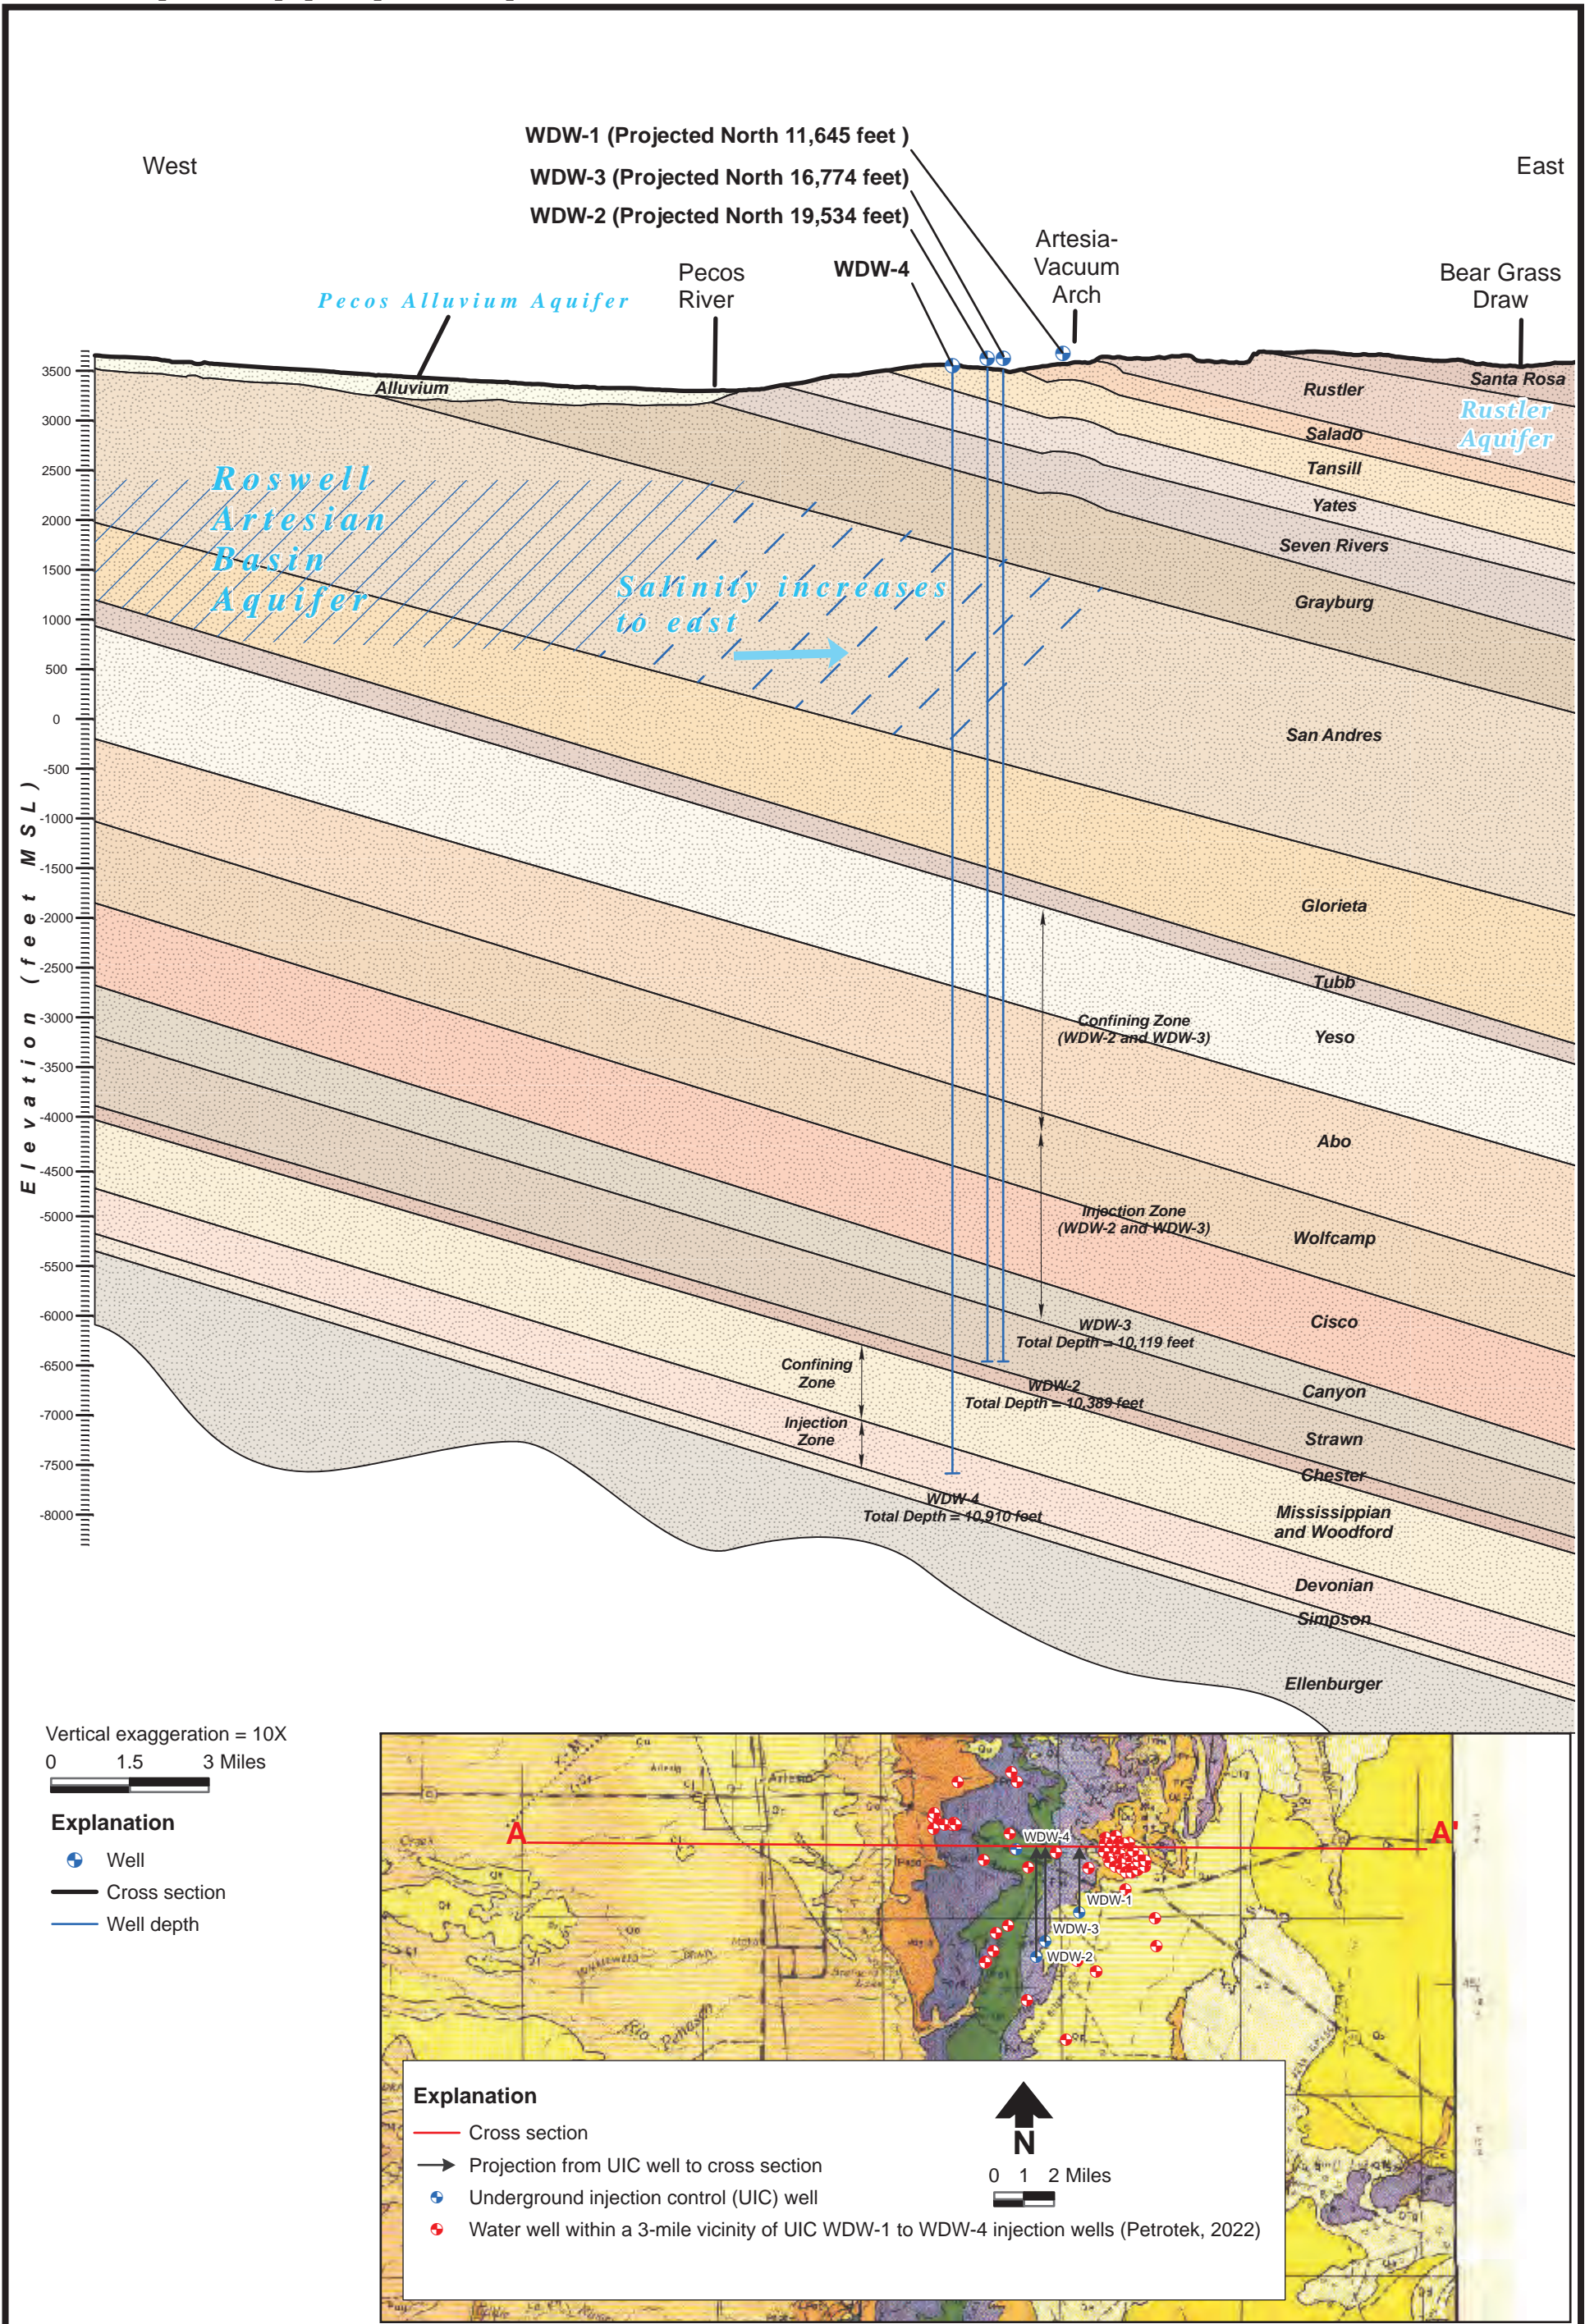 WDW-1 (Projected North 11,645 feet )
West
East
WDW-3 (Projected North 16,774 feet)
WDW-2 (Projected North 19,534 feet)
Artesia-
Vacuum
Arch
WDW-4
Pecos
River
Bear Grass
Draw
Pecos Alluvium Aquifer
Alluvium
Santa Rosa
Rustler
Rustler
Aquifer
Salado
Tansill
Yates
Seven Rivers
Grayburg
San Andres
Glorieta
Tubb
Yeso
Abo
Wolfcamp
Cisco
Canyon
Strawn
Chester
Mississippian
and Woodford
Devonian
Simpson
Ellenburger
Roswell
Artesian
Basin
Aquifer
Salinity increases
to east
Elevation (feet MSL)
3500
3000
2500
2000
1500
1000
500
0
-500
-1000
-1500
-2000
-2500
-3000
-3500
-4000
-4500
-5000
-5500
-6000
-6500
-7000
-7500
-8000
Confining Zone
(WDW-2 and WDW-3)
Injection Zone
(WDW-2 and WDW-3)
WDW-3
Total Depth = 10,119 feet
WDW-2
Total Depth = 10,389 feet
Confining
Zone
Injection
Zone
WDW-4
Total Depth = 10,910 feet
Vertical exaggeration = 10X
0 1.5 3 Miles
Explanation
Well
Cross section
Well depth
A
A'
WDW-4
WDW-1
WDW-3
WDW-2
Artesia
Rio Peñasco
Explanation
Cross section
Projection from UIC well to cross section
Underground injection control (UIC) well
Water well within a 3-mile vicinity of UIC WDW-1 to WDW-4 injection wells (Petrotek, 2022)
N
0 1 2 Miles